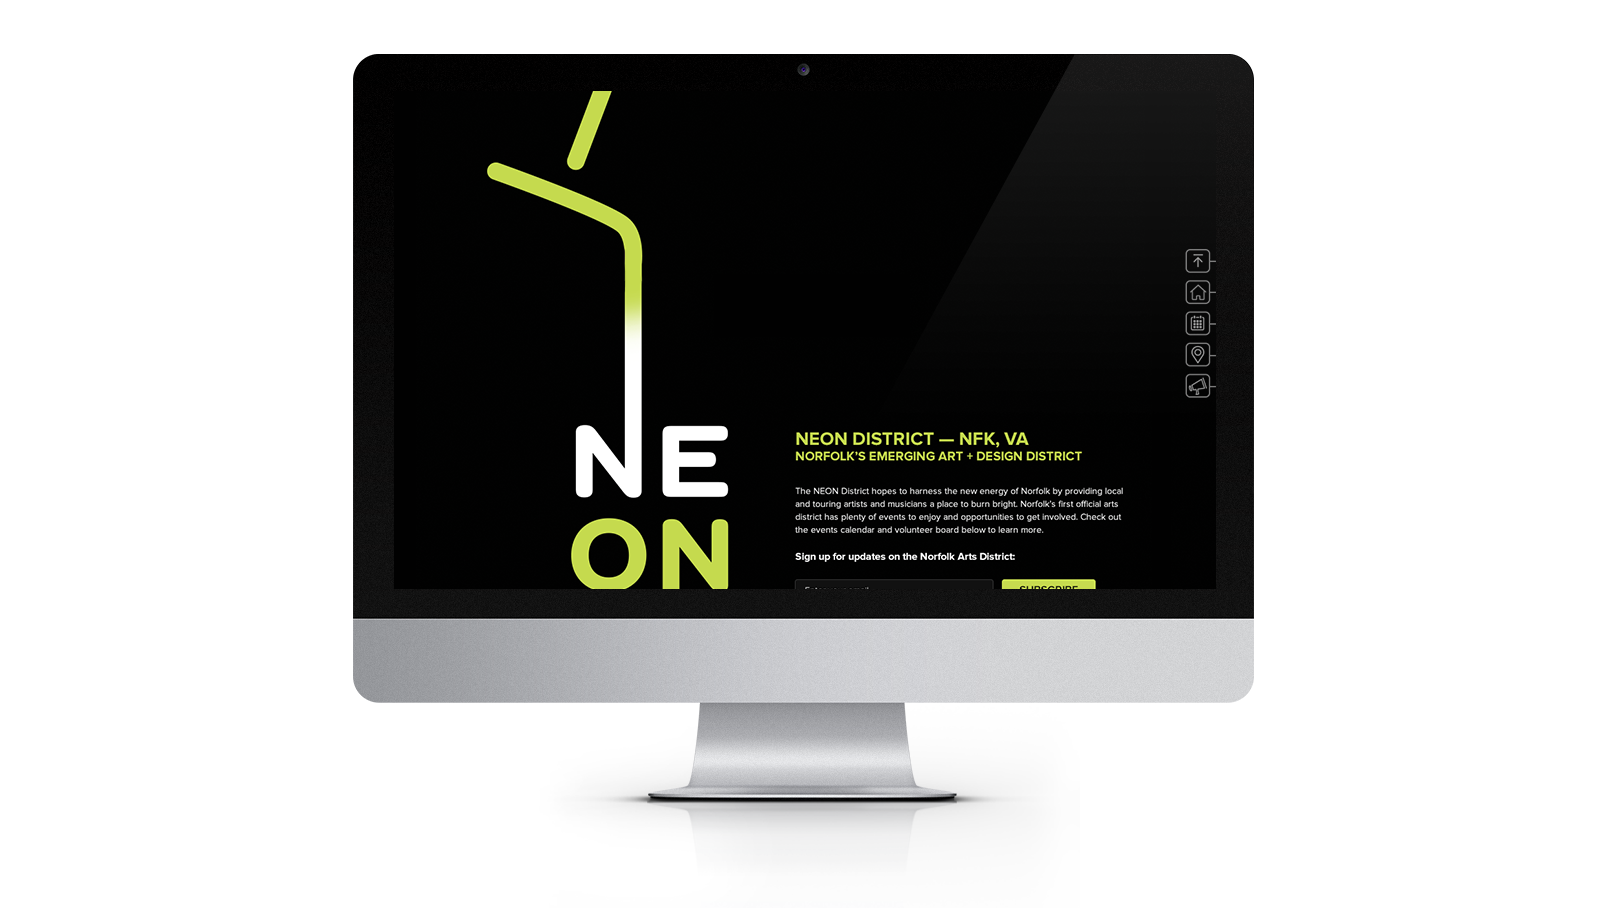 NE
ON
NEON DISTRICT — NFK, VA
NORFOLK'S EMERGING ART + DESIGN DISTRICT
The NEON District hopes to harness the new energy of Norfolk by providing local
and touring artists and musicians a place to burn bright. Norfolk's first official arts
district has plenty of events to enjoy and opportunities to get involved. Check out
the events calendar and volunteer board below to learn more.
Sign up for updates on the Norfolk Arts District:
SUBSCRIBE